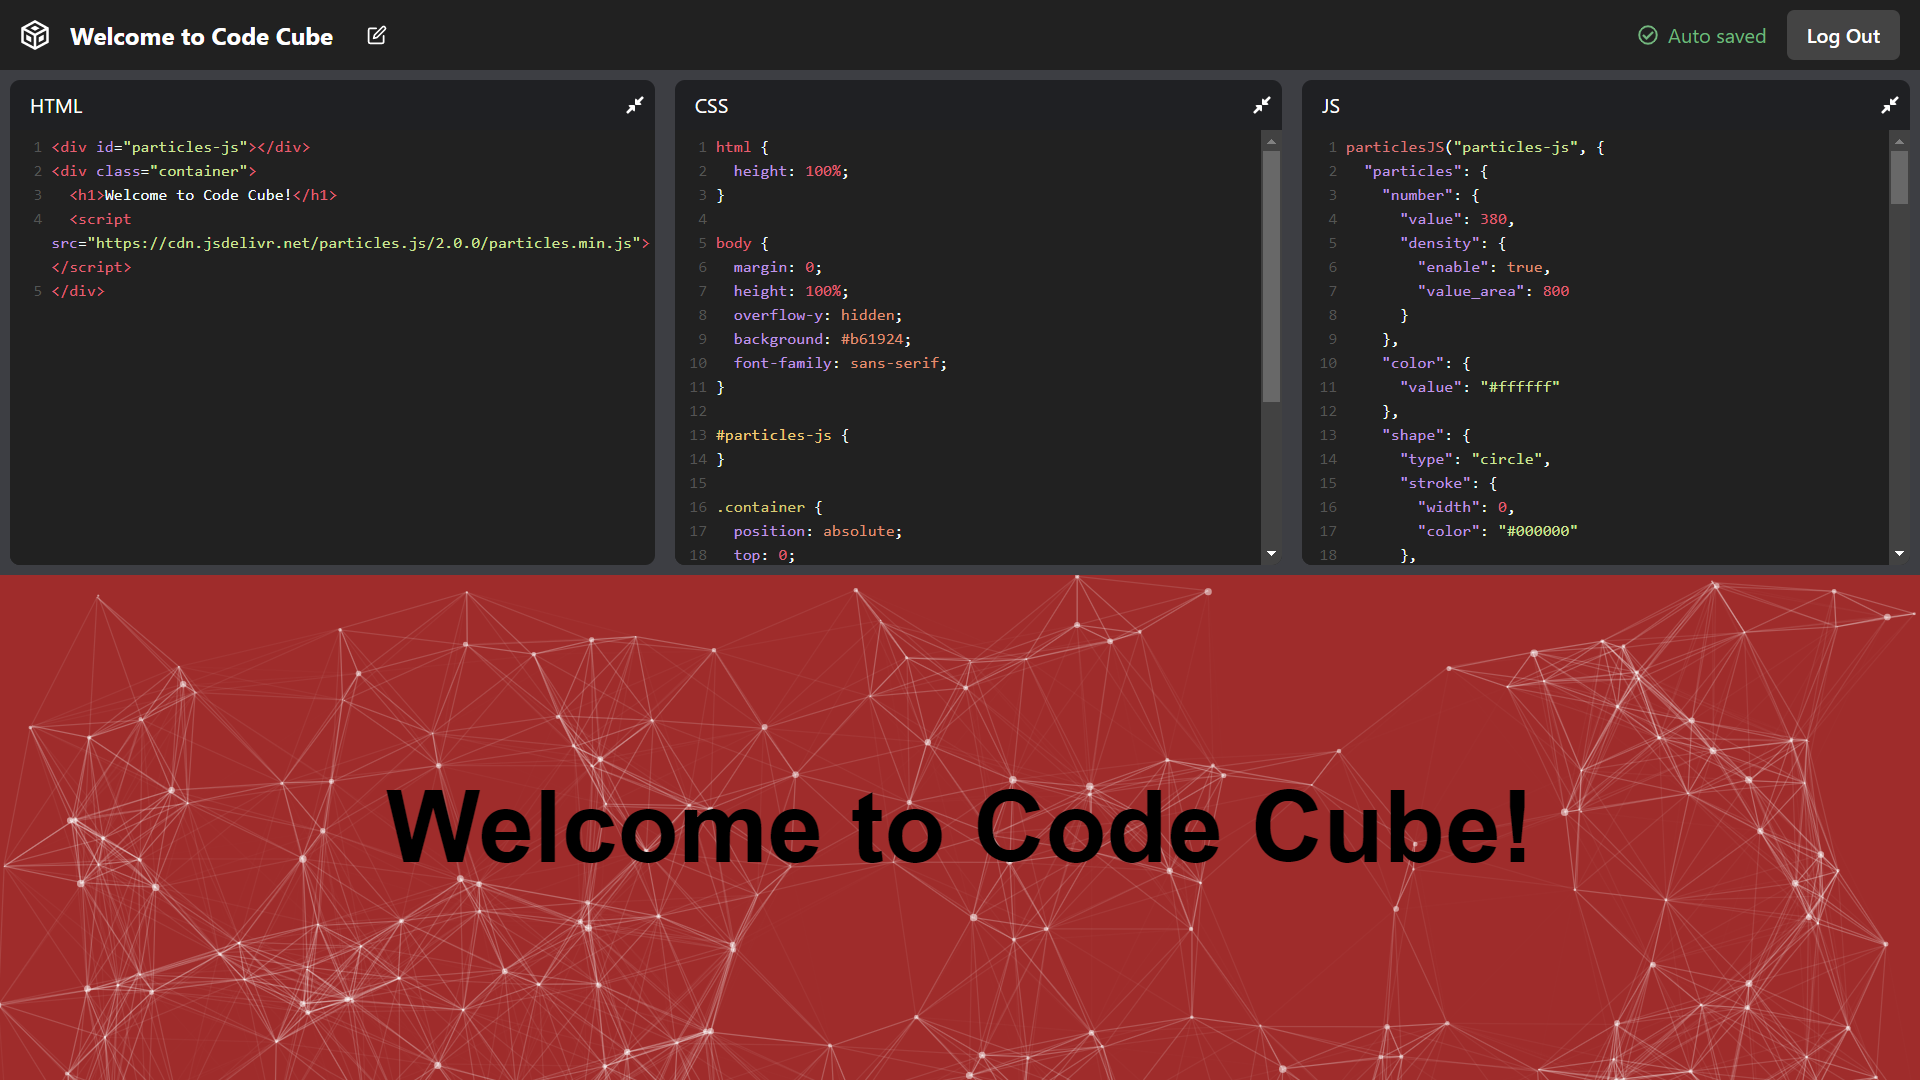 Welcome to Code Cube
Auto saved
Log Out
HTML
1 <div id="particles-js"></div>
2 <div class="container">
3 <h1>Welcome to Code Cube!</h1>
4 <script
src="https://cdn.jsdelivr.net/particles.js/2.0.0/particles.min.js">
</script>
5 </div>
CSS
1 html {
2 height: 100%;
3 }
4
5 body {
6 margin: 0;
7 height: 100%;
8 overflow-y: hidden;
9 background: #b61924;
10 font-family: sans-serif;
11 }
12
13 #particles-js {
14 }
15
16 .container {
17 position: absolute;
18 top: 0;
JS
1 particlesJS("particles-js", {
2 "particles": {
3 "number": {
4 "value": 380,
5 "density": {
6 "enable": true,
7 "value_area": 800
8 }
9 },
10 "color": {
11 "value": "#ffffff"
12 },
13 "shape": {
14 "type": "circle",
15 "stroke": {
16 "width": 0,
17 "color": "#000000"
18 },
Welcome to Code Cube!